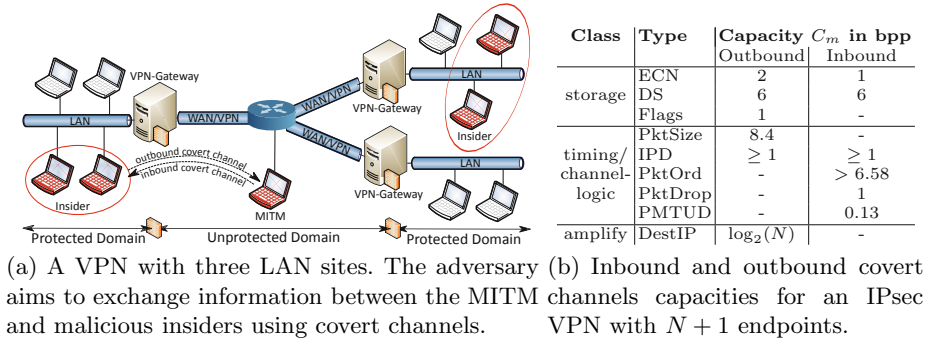 VPN-Gateway
LAN
WAN/VPN
WAN/VPN
WAN/VPN
VPN-Gateway
LAN
Insider
VPN-Gateway
LAN
outbound covert channel
inbound covert channel
Insider
MITM
Protected Domain
Unprotected Domain
Protected Domain
(a) A VPN with three LAN sites. The adversary
aims to exchange information between the MITM
and malicious insiders using covert channels.
Class Type Capacity Cm in bpp
Outbound Inbound
ECN 2 1
storage DS 6 6
Flags 1 -
PktSize 8.4 -
timing/ IPD ≥ 1 ≥ 1
channel- PktOrd - > 6.58
logic PktDrop - 1
PMTUD - 0.13
amplify DestIP log2(N) -
(b) Inbound and outbound covert
channels capacities for an IPsec
VPN with N + 1 endpoints.